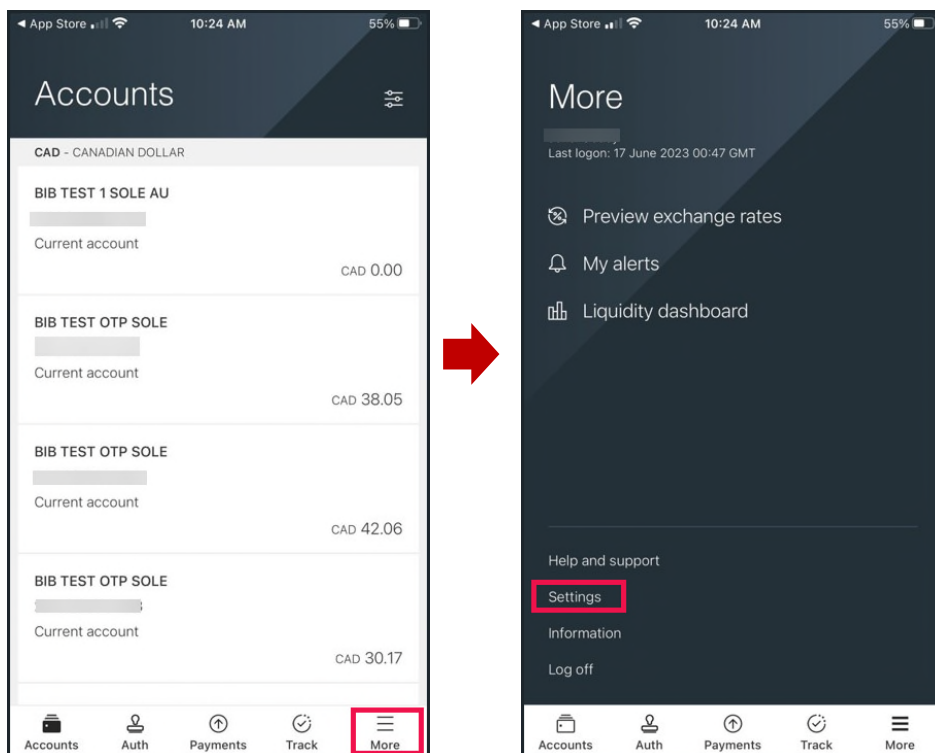 App Store 10:24 AM 55%
Accounts
CAD - CANADIAN DOLLAR
BIB TEST 1 SOLE AU
Current account
CAD 0.00
BIB TEST OTP SOLE
Current account
CAD 38.05
BIB TEST OTP SOLE
Current account
CAD 42.06
BIB TEST OTP SOLE
Current account
CAD 30.17
Accounts Auth Payments Track More
App Store 10:24 AM 55%
More
Last logon: 17 June 2023 00:47 GMT
Preview exchange rates
My alerts
Liquidity dashboard
Help and support
Settings
Information
Log off
Accounts Auth Payments Track More